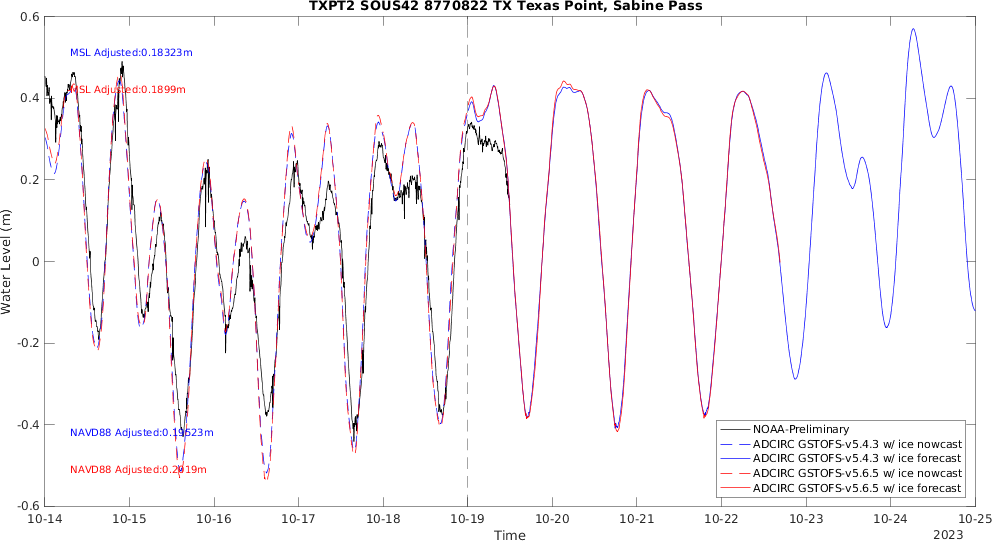 TXPT2 SOUS42 8770822 TX Texas Point, Sabine Pass
0.6
0.4
0.2
0
-0.2
-0.4
-0.6
Water Level (m)
MSL Adjusted:0.18323m
MSL Adjusted:0.1899m
NAVD88 Adjusted:0.19523m
NAVD88 Adjusted:0.2019m
NOAA-Preliminary
ADCIRC GSTOFS-v5.4.3 w/ ice nowcast
ADCIRC GSTOFS-v5.4.3 w/ ice forecast
ADCIRC GSTOFS-v5.6.5 w/ ice nowcast
ADCIRC GSTOFS-v5.6.5 w/ ice forecast
10-14 10-15 10-16 10-17 10-18 10-19 10-20 10-21 10-22 10-23 10-24 10-25
Time
2023